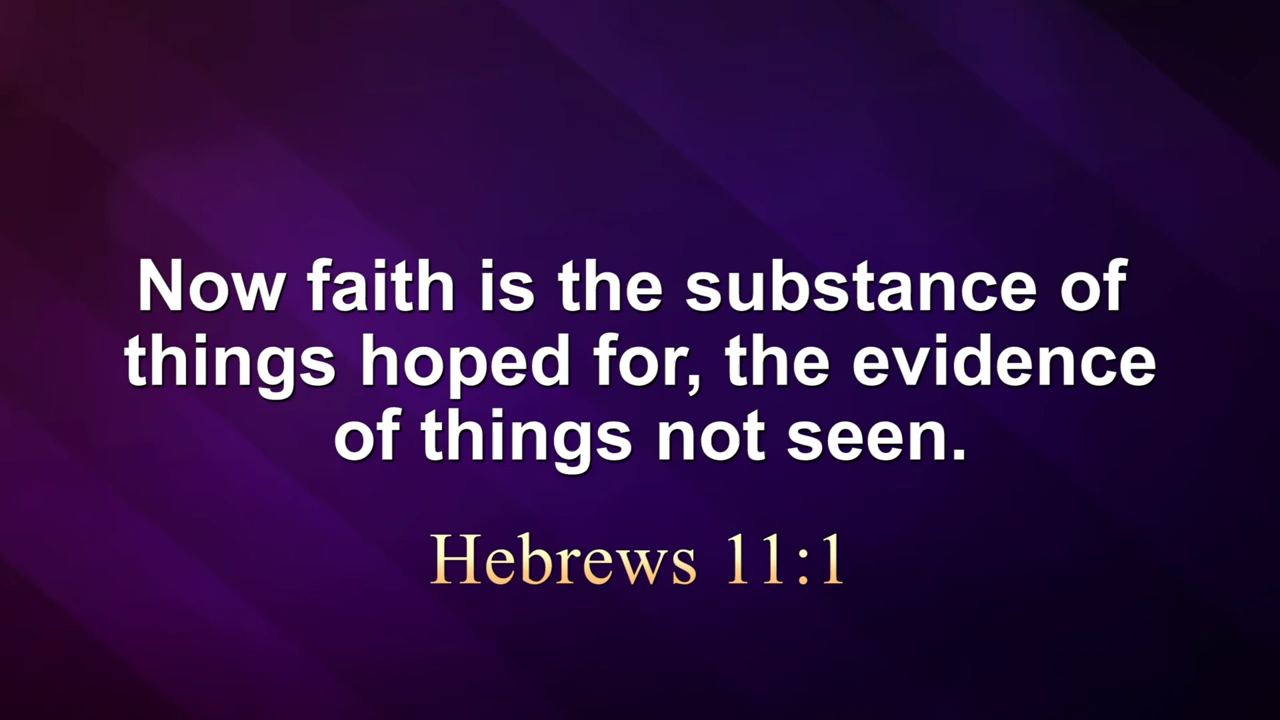 Now faith is the substance of
things hoped for, the evidence
of things not seen.
Hebrews 11:1